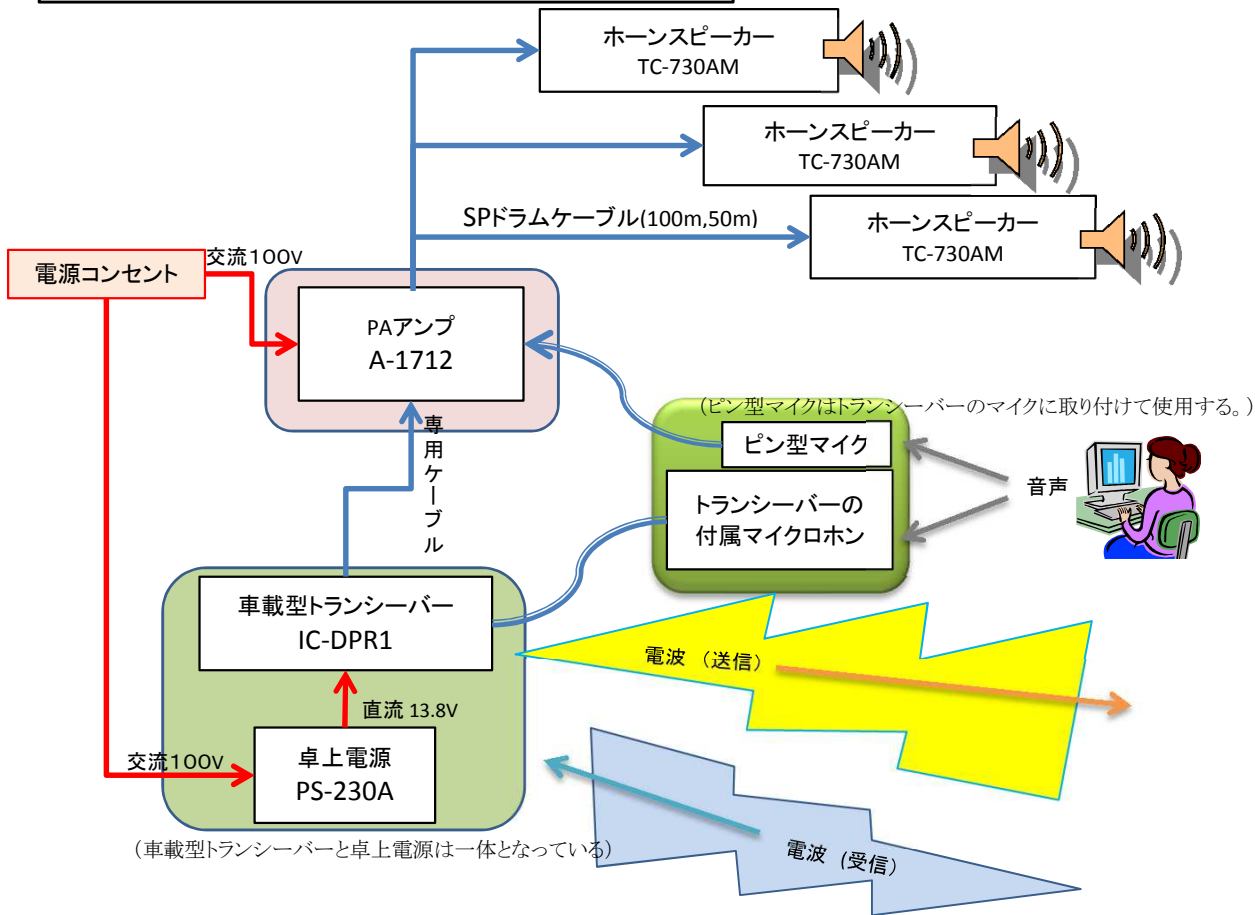 ホーンスピーカー
TC-730AM
ホーンスピーカー
TC-730AM
SPドラムケーブル(100m,50m)
ホーンスピーカー
TC-730AM
電源コンセント
交流100V
PAアンプ
A-1712
(ピン型マイクはトランシーバーのマイクに取り付けて使用する。)
専用ケーブル
ピン型マイク
トランシーバーの
付属マイクロホン
音声
車載型トランシーバー
IC-DPR1
電波 (送信)
直流 13.8V
交流100V
卓上電源
PS-230A
電波 (受信)
(車載型トランシーバーと卓上電源は一体となっている)